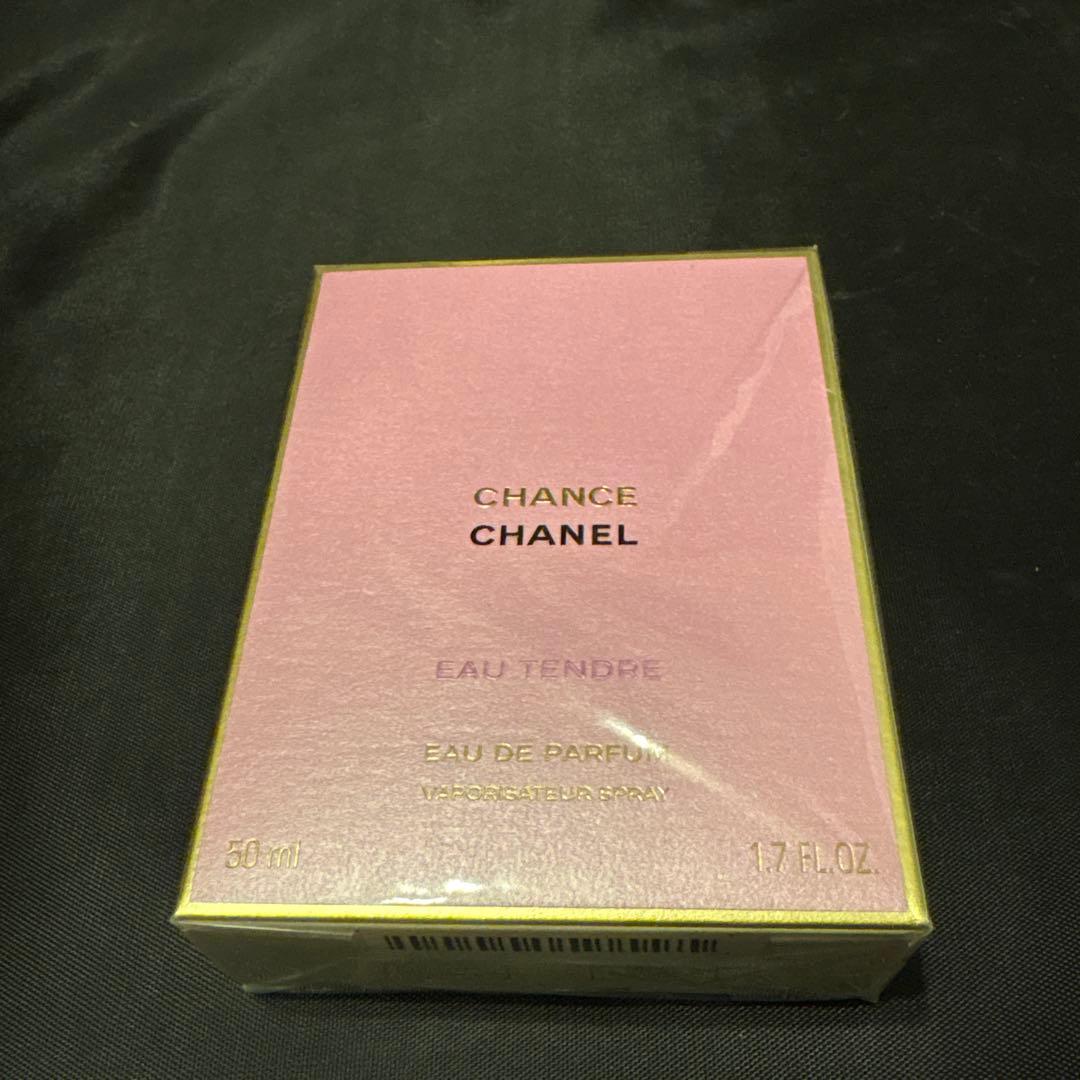 CHANCE
CHANEL
EAU TENDRE
EAU DE PARFUM
VAPORISATEUR SPRAY
50 ml 1.7 FL.OZ.